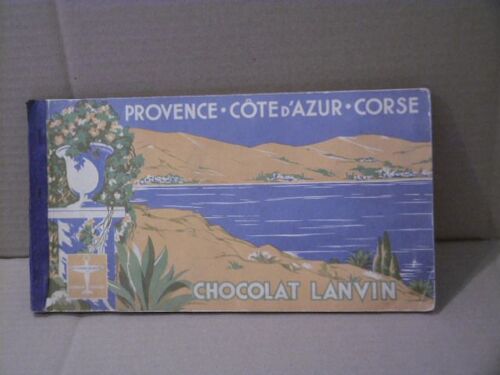 PROVENCE · CÔTE D'AZUR · CORSE
CHOCOLAT LANVIN